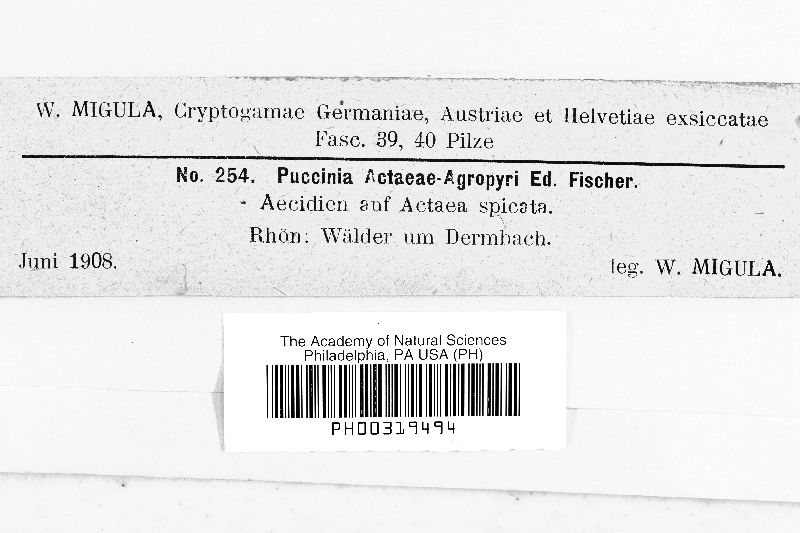 W. MIGULA, Cryptogamae Germaniae, Austriae et Helvetiae exsiccatae
Fasc. 39, 40 Pilze
No. 254. Puccinia Actaeae-Agropyri Ed. Fischer.
- Aecidien auf Actaea spicata.
Rhön: Wälder um Dermbach.
Juni 1908.
leg. W. MIGULA.
The Academy of Natural Sciences
Philadelphia, PA USA (PH)
PH00319494